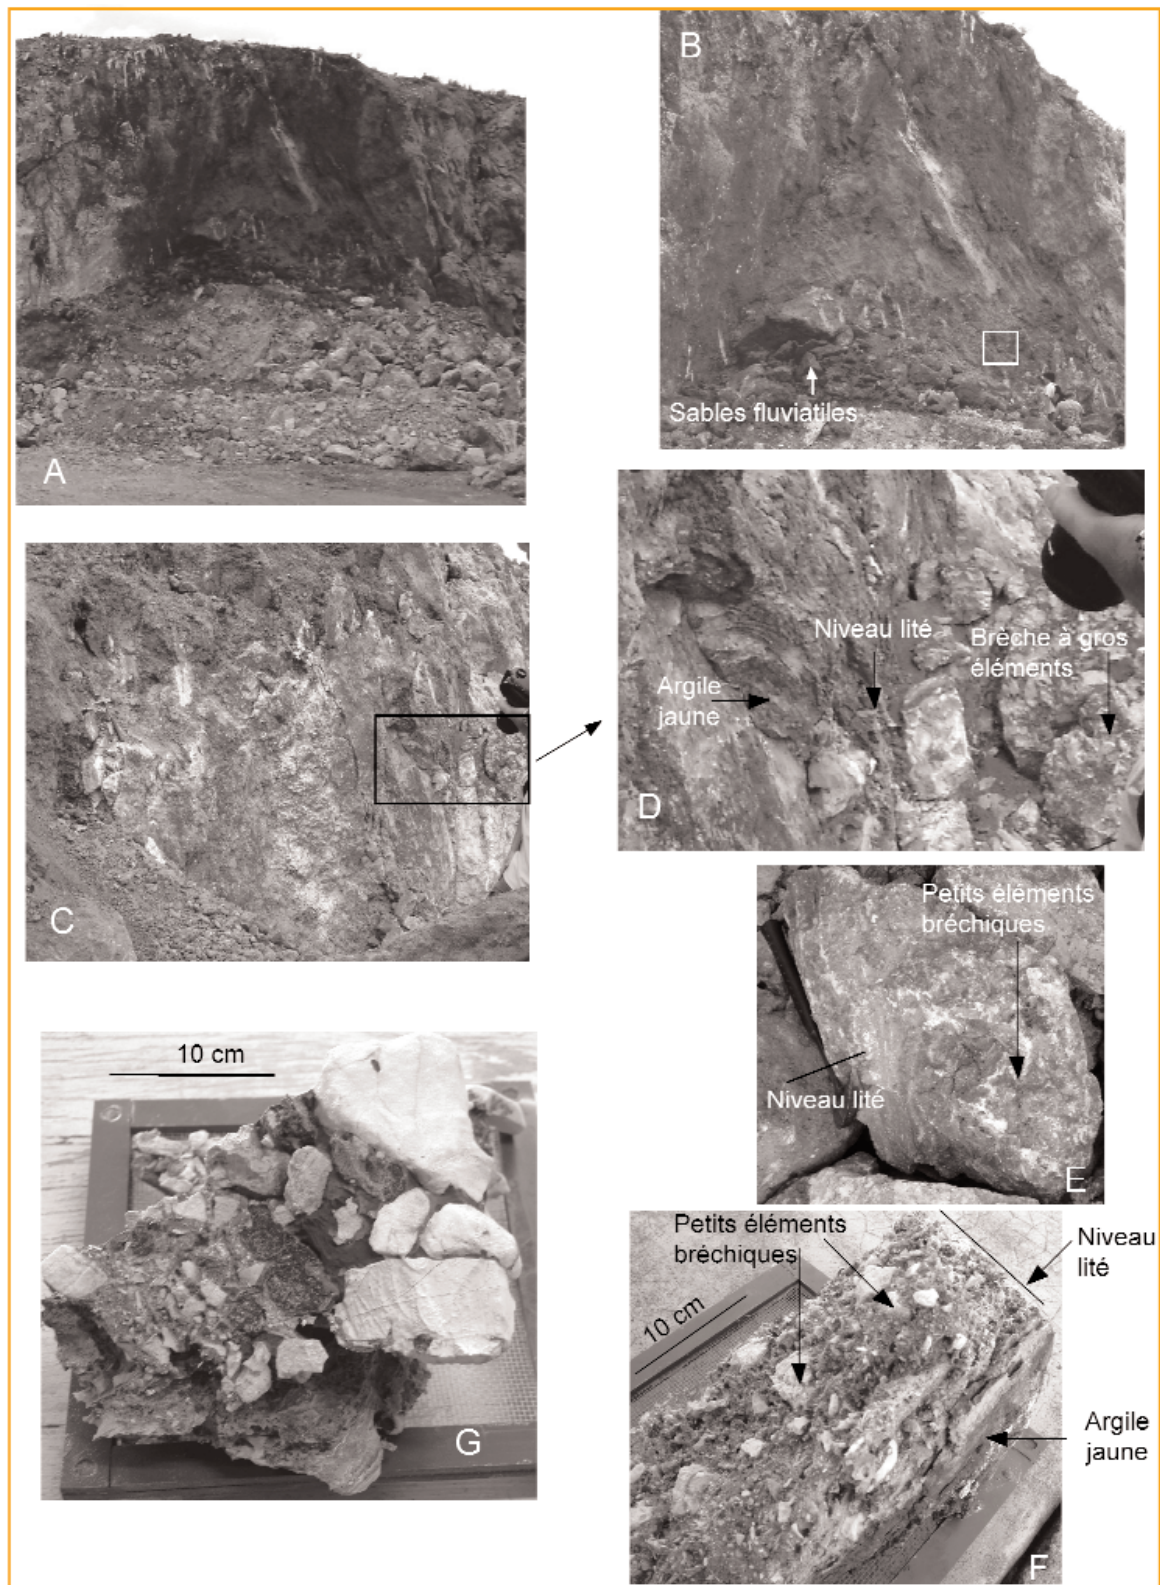 A
B
Sables fluviatiles
C
Niveau lité
Brèche à gros
éléments
Argile
jaune
D
Petits éléments
bréchiques
Niveau lité
E
10 cm
G
Petits éléments
bréchiques
Niveau
lité
10 cm
Argile
jaune
F